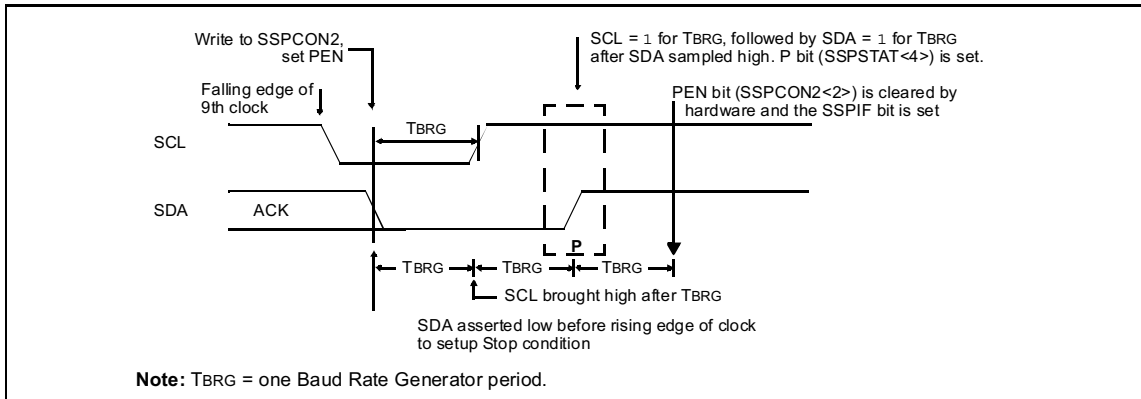 Write to SSPCON2,
set PEN
SCL = 1 for TBRG, followed by SDA = 1 for TBRG
after SDA sampled high. P bit (SSPSTAT<4>) is set.
Falling edge of
9th clock
PEN bit (SSPCON2<2>) is cleared by
hardware and the SSPIF bit is set
SCL
TBRG
SDA
ACK
P
TBRG
TBRG
TBRG
SCL brought high after TBRG
SDA asserted low before rising edge of clock
to setup Stop condition
Note: TBRG = one Baud Rate Generator period.